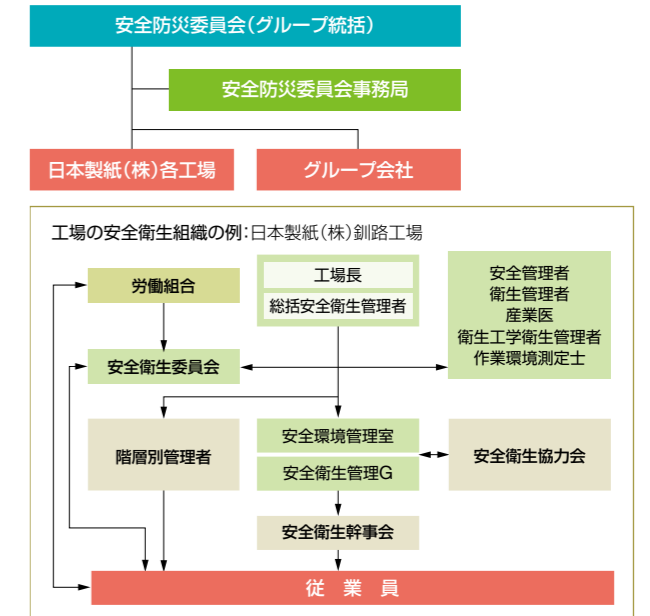 安全防災委員会（グループ統括）
安全防災委員会事務局
日本製紙（株）各工場
グループ会社
工場の安全衛生組織の例：日本製紙（株）釧路工場
労働組合
工場長
総括安全衛生管理者
安全管理者
衛生管理者
産業医
衛生工学衛生管理者
作業環境測定士
安全衛生委員会
階層別管理者
安全環境管理室
安全衛生管理G
安全衛生協力会
安全衛生幹事会
従業員